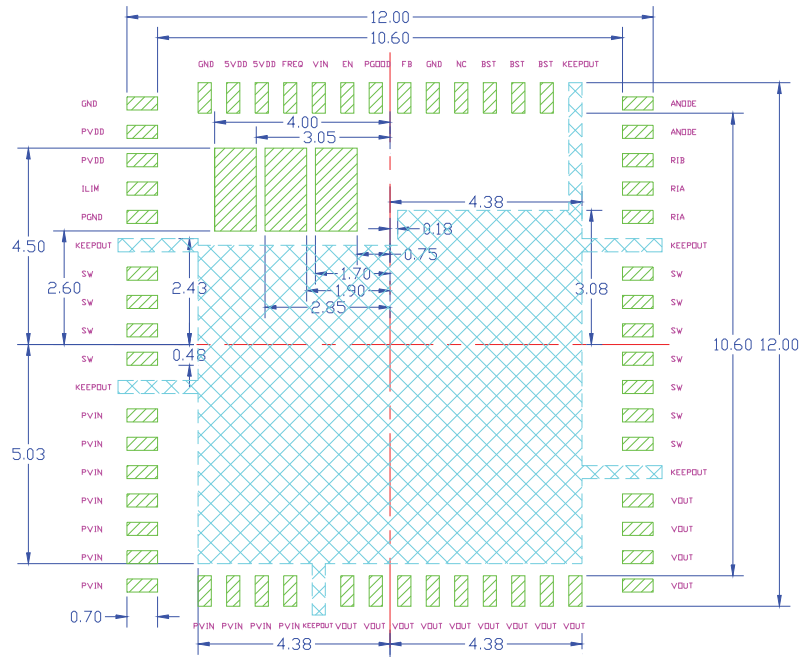 12.00
10.60
GND 5VDD 5VDD FREQ VIN EN PGOOD FB GND NC BST BST BST KEEPOUT
GND ANODE
PVDD ANODE
4.00
3.05
PVDD RIB
ILIM RIA
4.38
PGND RIA
0.18
KEEPOUT KEEPOUT
4.50
0.75
SW 1.70 SW
2.60 2.43 1.90 3.08
SW 2.85 SW
SW SW
10.60 12.00
SW 0.48 SW
KEEPOUT SW
PVIN SW
PVIN SW
5.03
PVIN KEEPOUT
PVIN VOUT
PVIN VOUT
PVIN VOUT
PVIN VOUT
0.70
PVIN PVIN PVIN PVIN KEEPOUT VOUT VOUT VOUT VOUT VOUT VOUT VOUT VOUT VOUT
4.38 4.38